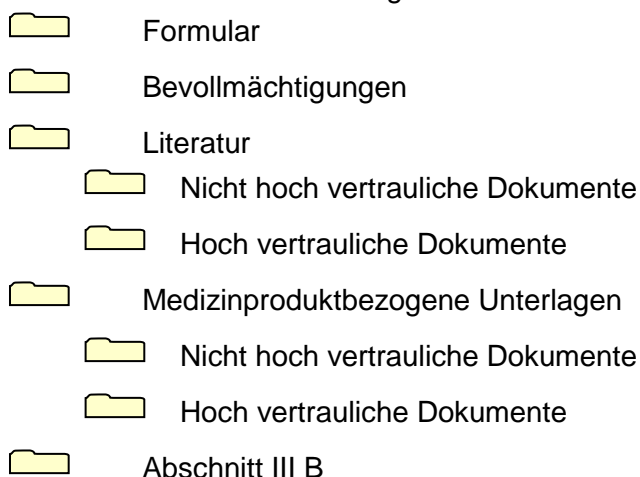 Formular
Bevollmächtigungen
Literatur
Nicht hoch vertrauliche Dokumente
Hoch vertrauliche Dokumente
Medizinproduktbezogene Unterlagen
Nicht hoch vertrauliche Dokumente
Hoch vertrauliche Dokumente
Abschnitt III B